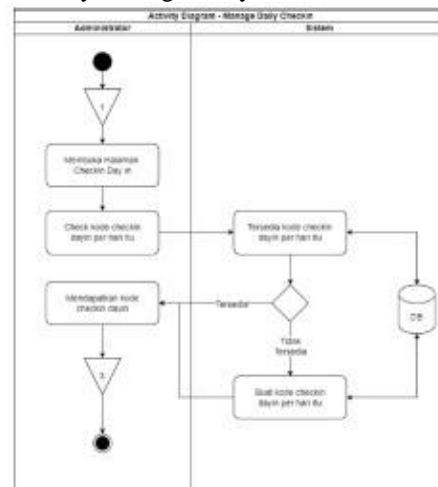 Activity Diagram - Manage Daily Checkin
Administrator
Sistem
1
Membuka Halaman
Checkin Day in
Check kode checkin
dayin per hari itu
Tersedia kode checkin
dayin per hari itu
Mendapatkan kode
checkin dayin
Tersedia
DB
Tidak
Tersedia
Buat kode checkin
dayin per hari itu